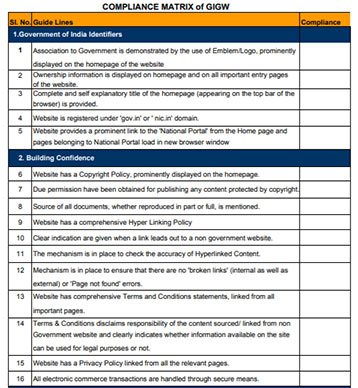 COMPLIANCE MATRIX of GIGW
Sl. No. Guide Lines Compliance
1.Government of India Identifiers
1 Association to Government is demonstrated by the use of Emblem/Logo, prominently
displayed on the homepage of the website
2 Ownership information is displayed on homepage and on all important entry pages
of the website.
3 Complete and self explanatory title of the homepage (appearing on the top bar of the
browser) is provided.
4 Website is registered under 'gov.in' or ' nic.in' domain.
5 Website provides a prominent link to the 'National Portal' from the Home page and
pages belonging to National Portal load in new browser window
2. Building Confidence
6 Website has a Copyright Policy, prominently displayed on the homepage.
7 Due permission have been obtained for publishing any content protected by copyright.
8 Source of all documents, whether reproduced in part or full, is mentioned.
9 Website has a comprehensive Hyper Linking Policy
10 Clear indication are given when a link leads out to a non government website.
11 The mechanism is in place to check the accuracy of Hyperlinked Content.
12 Mechanism is in place to ensure that there are no 'broken links' (internal as well as
external) or 'Page not found' errors.
13 Website has comprehensive Terms and Conditions statements, linked from all
important pages.
14 Terms & Conditions disclaims responsibility of the content sourced/ linked from non
Government website and clearly indicates whether information available on the site
can be used for legal purposes or not.
15 Website has a Privacy Policy linked from all the relevant pages.
16 All electronic commerce transactions are handled through secure means.